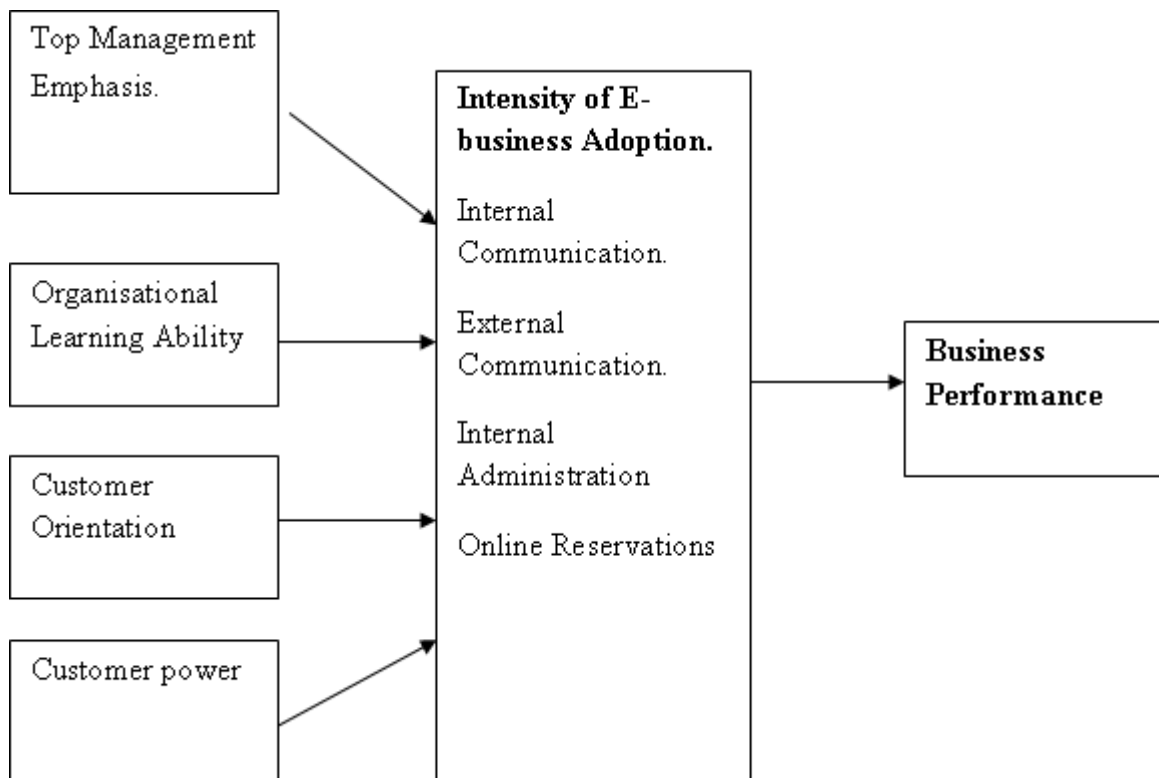 Top Management
Emphasis.
Organisational
Learning Ability
Customer
Orientation
Customer power
Intensity of E-
business Adoption.
Internal
Communication.
External
Communication.
Internal
Administration
Online Reservations
Business
Performance